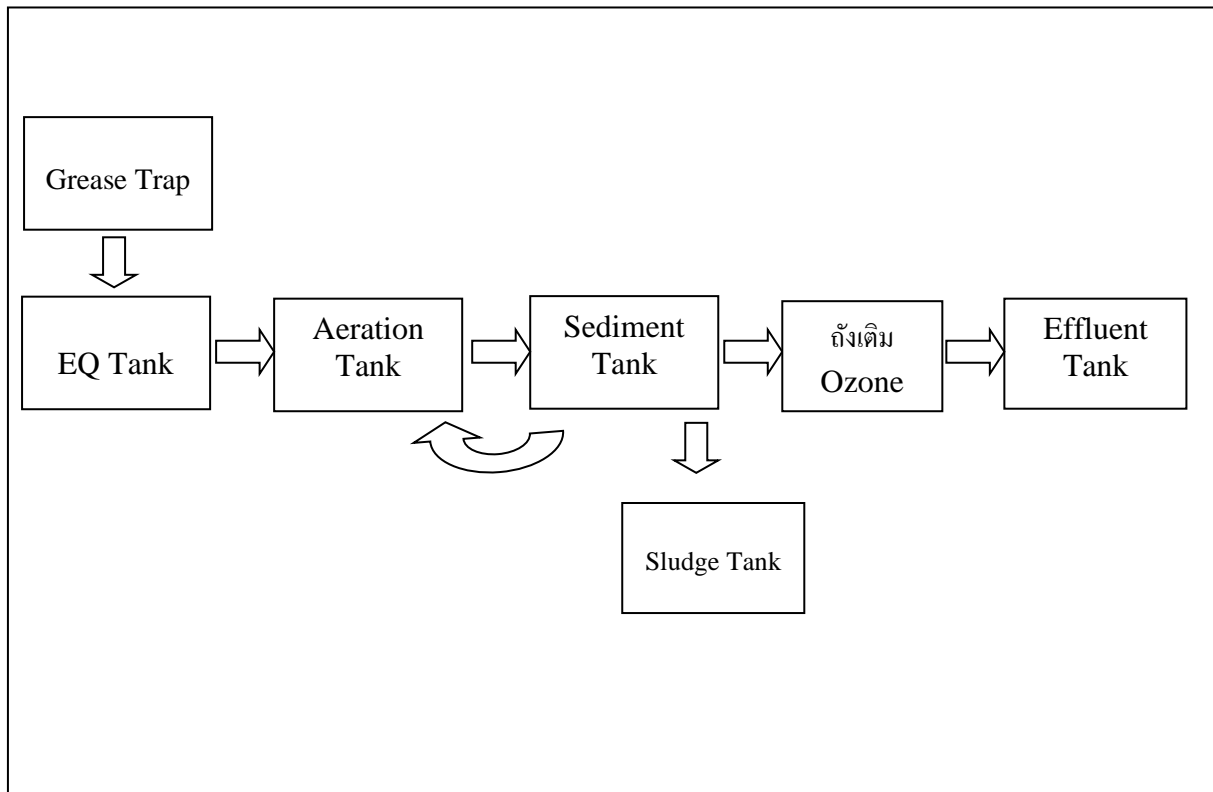 Grease Trap
EQ Tank
Aeration
Tank
Sediment
Tank
ถังเติม
Ozone
Effluent
Tank
Sludge Tank